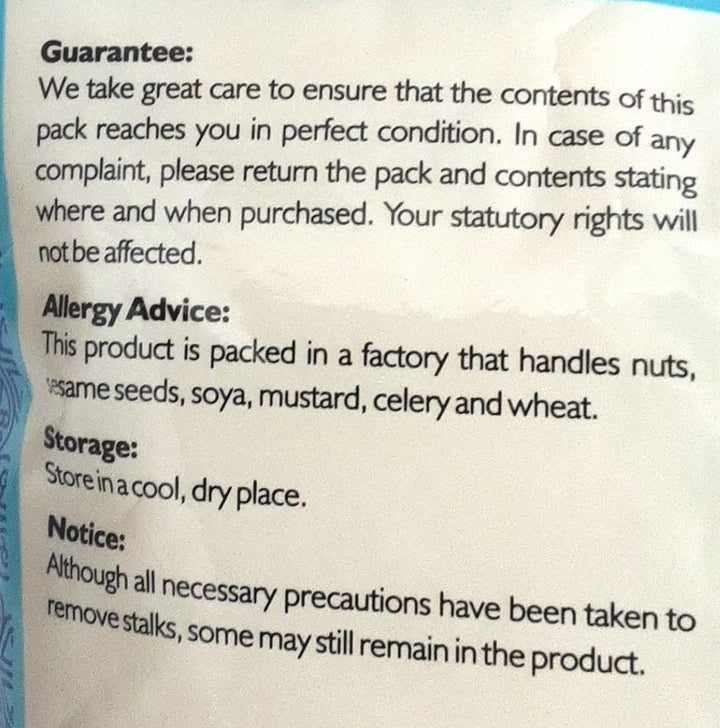 Guarantee:
We take great care to ensure that the contents of this
pack reaches you in perfect condition. In case of any
complaint, please return the pack and contents stating
where and when purchased. Your statutory rights will
not be affected.
Allergy Advice:
This product is packed in a factory that handles nuts,
sesame seeds, soya, mustard, celery and wheat.
Storage:
Store in a cool, dry place.
Notice:
Although all necessary precautions have been taken to
remove stalks, some may still remain in the product.